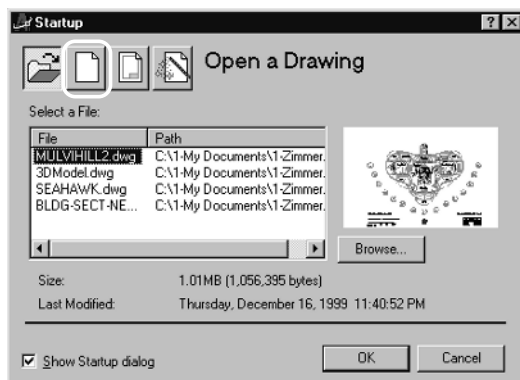 Startup
Open a Drawing
Select a File:
File Path
MULVIHILL2.dwg C:\1-My Documents\1-Zimmer.
3DModel.dwg C:\1-My Documents\1-Zimmer.
SEAHAWK.dwg C:\1-My Documents\1-Zimmer.
BLDG-SECT-NE... C:\1-My Documents\1-Zimmer.
Browse...
Size: 1.01MB (1,056,395 bytes)
Last Modified: Thursday, December 16, 1999 11:40:52 PM
Show Startup dialog
OK Cancel